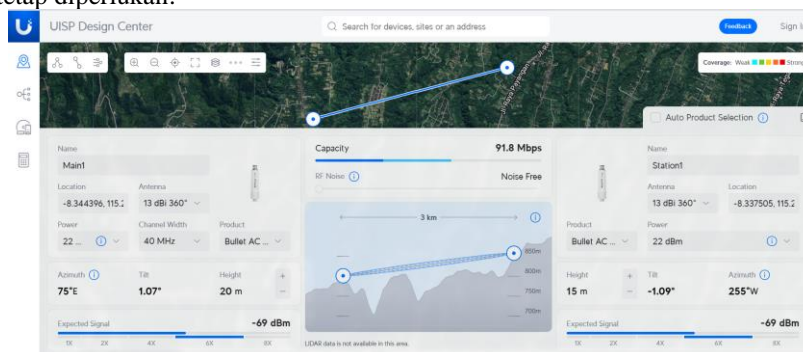 tetap diperlukan.
UISP Design Center
Search for devices, sites or an address
Feedback
Sign I
Coverage: Weak Strong
Auto Product Selection
Name
Main1
Location
Antenna
-8.344396, 115.2
13 dBi 360°
Power
Channel Width
Product
22 ...
40 MHz
Bullet AC ...
Azimuth
Tilt
Height
75°E
1.07°
20 m
Expected Signal
-69 dBm
1X 2X 4X 6X 8X
Capacity
91.8 Mbps
RF Noise
Noise Free
3 km
850m
800m
750m
700m
LIDAR data is not available in this area.
Name
Station1
Antenna
Location
13 dBi 360°
-8.337505, 115.2
Product
Power
Bullet AC ...
22 dBm
Height
Tilt
Azimuth
15 m
-1.09°
255°W
Expected Signal
-69 dBm
1X 2X 4X 6X 8X